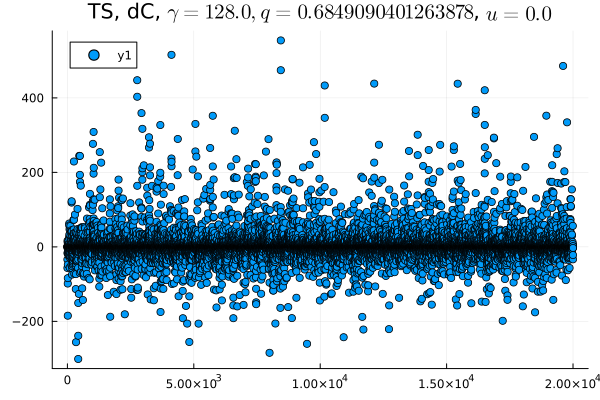 TS, dC, γ = 128.0, q = 0.6849090401263878, u = 0.0
y1
400
200
0
−200
0 5.00×10³ 1.00×10⁴ 1.50×10⁴ 2.00×10⁴